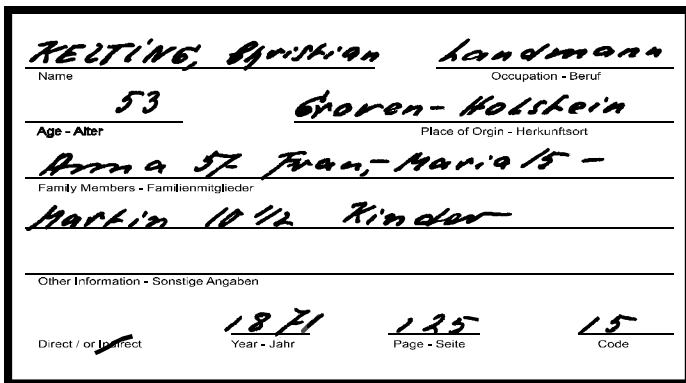 KELTING, Christian Landmann
Name Occupation - Beruf
53 Groven - Holstein
Age - Alter Place of Orgin - Herkunftsort
Anna 57 Frau,- Maria 15 -
Family Members - Familienmitglieder
Martin 10 1/2 Kinder
Other Information - Sonstige Angaben
1871 125 15
Direct / or Indirect Year - Jahr Page - Seite Code